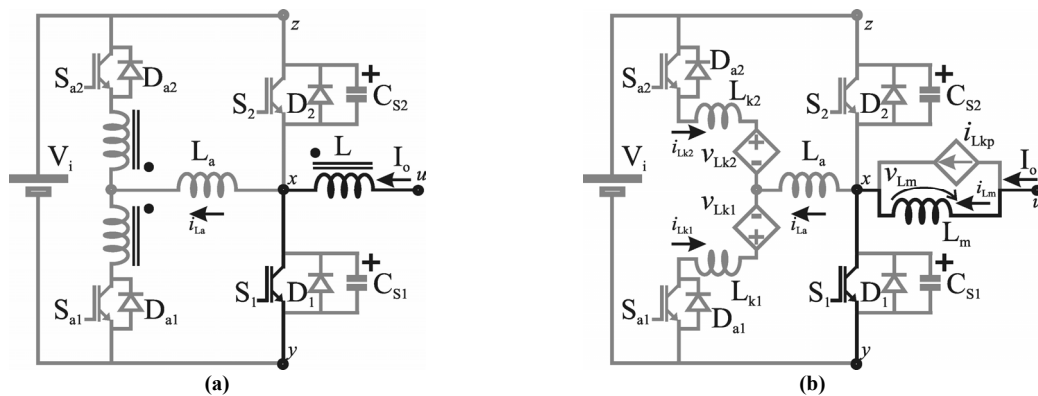 z
S_a2
D_a2
S_2
D_2
C_S2
+
V_i
L_a
L
I_o
u
x
i_La
S_1
D_1
C_S1
+
S_a1
D_a1
y
(a)
z
S_a2
D_a2
L_k2
S_2
D_2
C_S2
+
i_Lk2
v_Lk2
+
-
i_Lkp
V_i
L_a
x
v_Lm
I_o
i_Lm
L_m
v_Lk1
-
+
i_La
i_Lk1
L_k1
S_1
D_1
C_S1
+
S_a1
D_a1
y
(b)